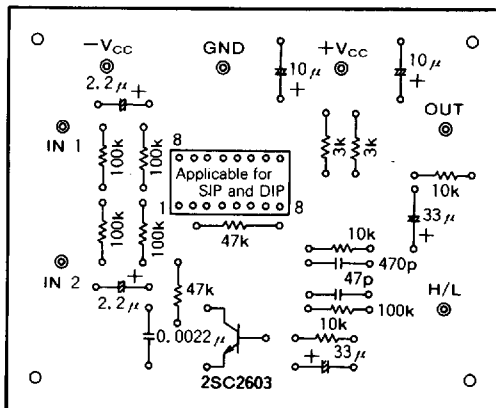 −VCC
GND
+VCC
10μ
10μ
2.2μ
+
+
+
OUT
IN 1
100k
100k
8
Applicable for
SIP and DIP
1
8
3k
3k
10k
47k
33μ
+
100k
100k
10k
470p
IN 2
47k
47p
2.2μ
+
100k
H/L
0.0022μ
10k
33μ
+
2SC2603